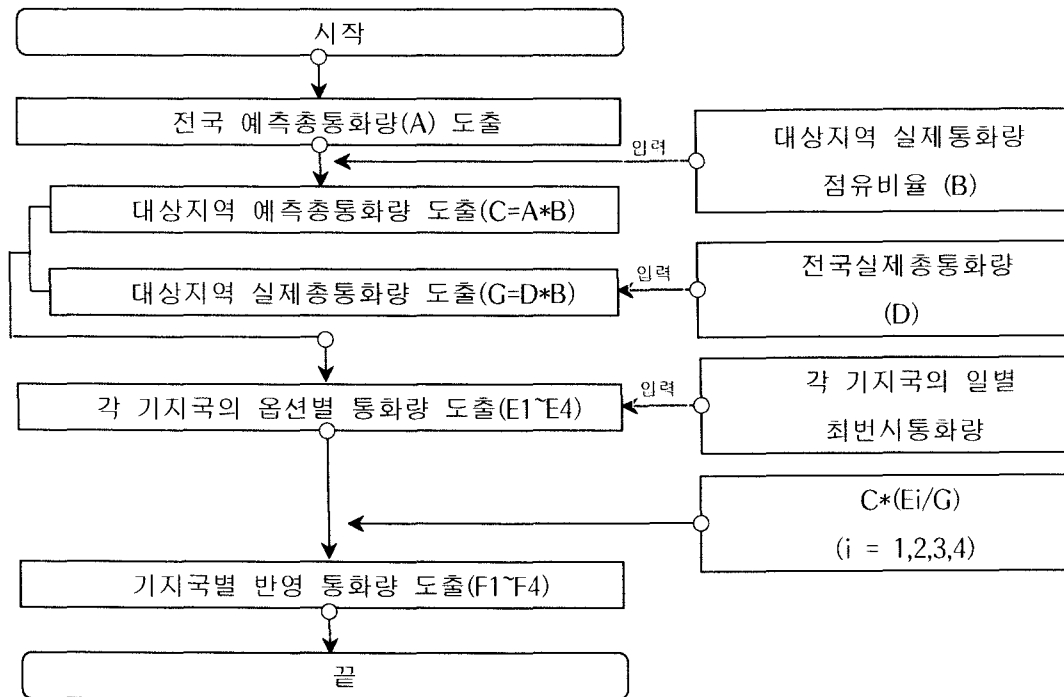 시작
전국 예측총통화량(A) 도출
입력
대상지역 실제통화량
점유비율 (B)
대상지역 예측총통화량 도출(C=A*B)
대상지역 실제총통화량 도출(G=D*B)
입력
전국실제총통화량
(D)
각 기지국의 옵션별 통화량 도출(E1~E4)
입력
각 기지국의 일별
최번시통화량
C*(Ei/G)
(i = 1,2,3,4)
기지국별 반영 통화량 도출(F1~F4)
끝